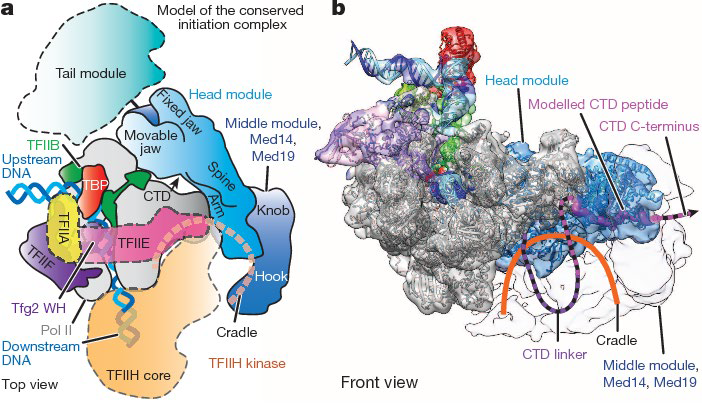 a
Model of the conserved
initiation complex
Tail module
Fixed jaw
Head module
Movable
jaw
Middle module,
Med14,
Med19
TFIIB
Upstream
DNA
TBP
CTD
Spine
Arm
Knob
TFIIA
TFIIE
TFIIF
Hook
Tfg2 WH
Pol II
Cradle
Downstream
DNA
TFIIH kinase
TFIIH core
Top view
b
Head module
Modelled CTD peptide
CTD C-terminus
CTD linker
Cradle
Middle module,
Med14, Med19
Front view